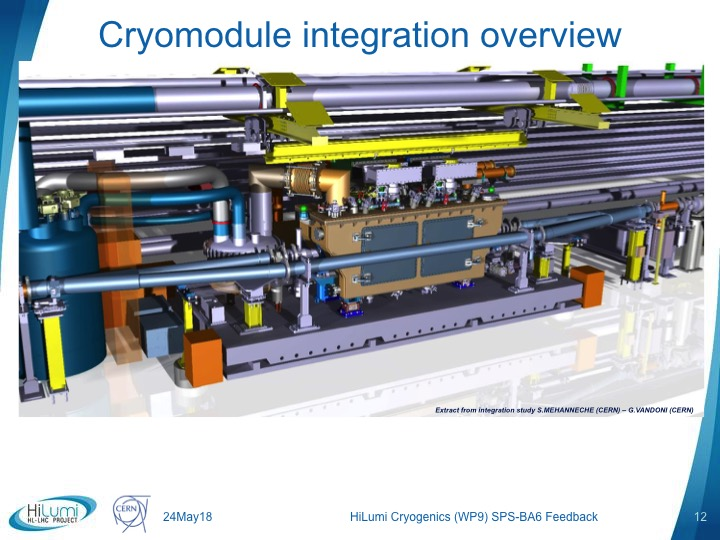 Cryomodule integration overview
Extract from integration study S.MEHANNECHE (CERN) – G.VANDONI (CERN)
HiLumi
HL-LHC PROJECT
CERN
24May18
HiLumi Cryogenics (WP9) SPS-BA6 Feedback
12